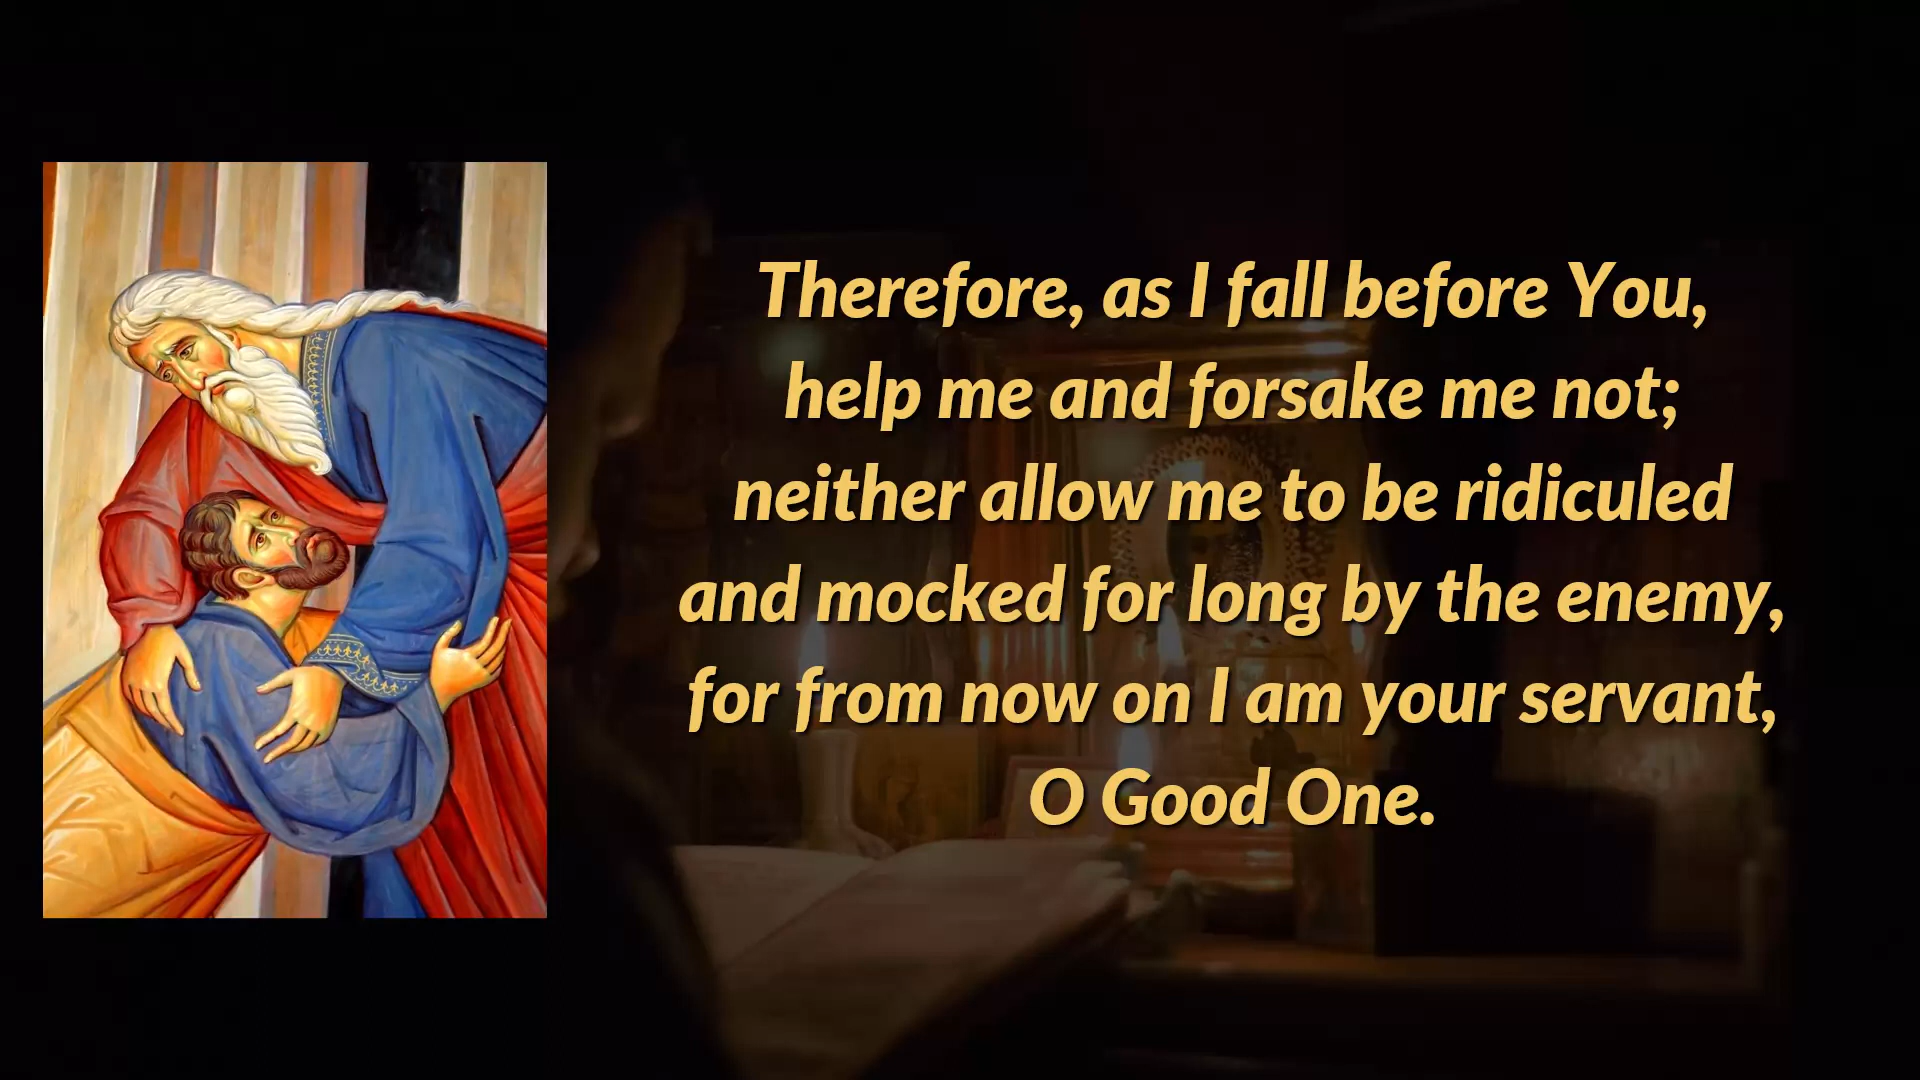 Therefore, as I fall before You,
help me and forsake me not;
neither allow me to be ridiculed
and mocked for long by the enemy,
for from now on I am your servant,
O Good One.